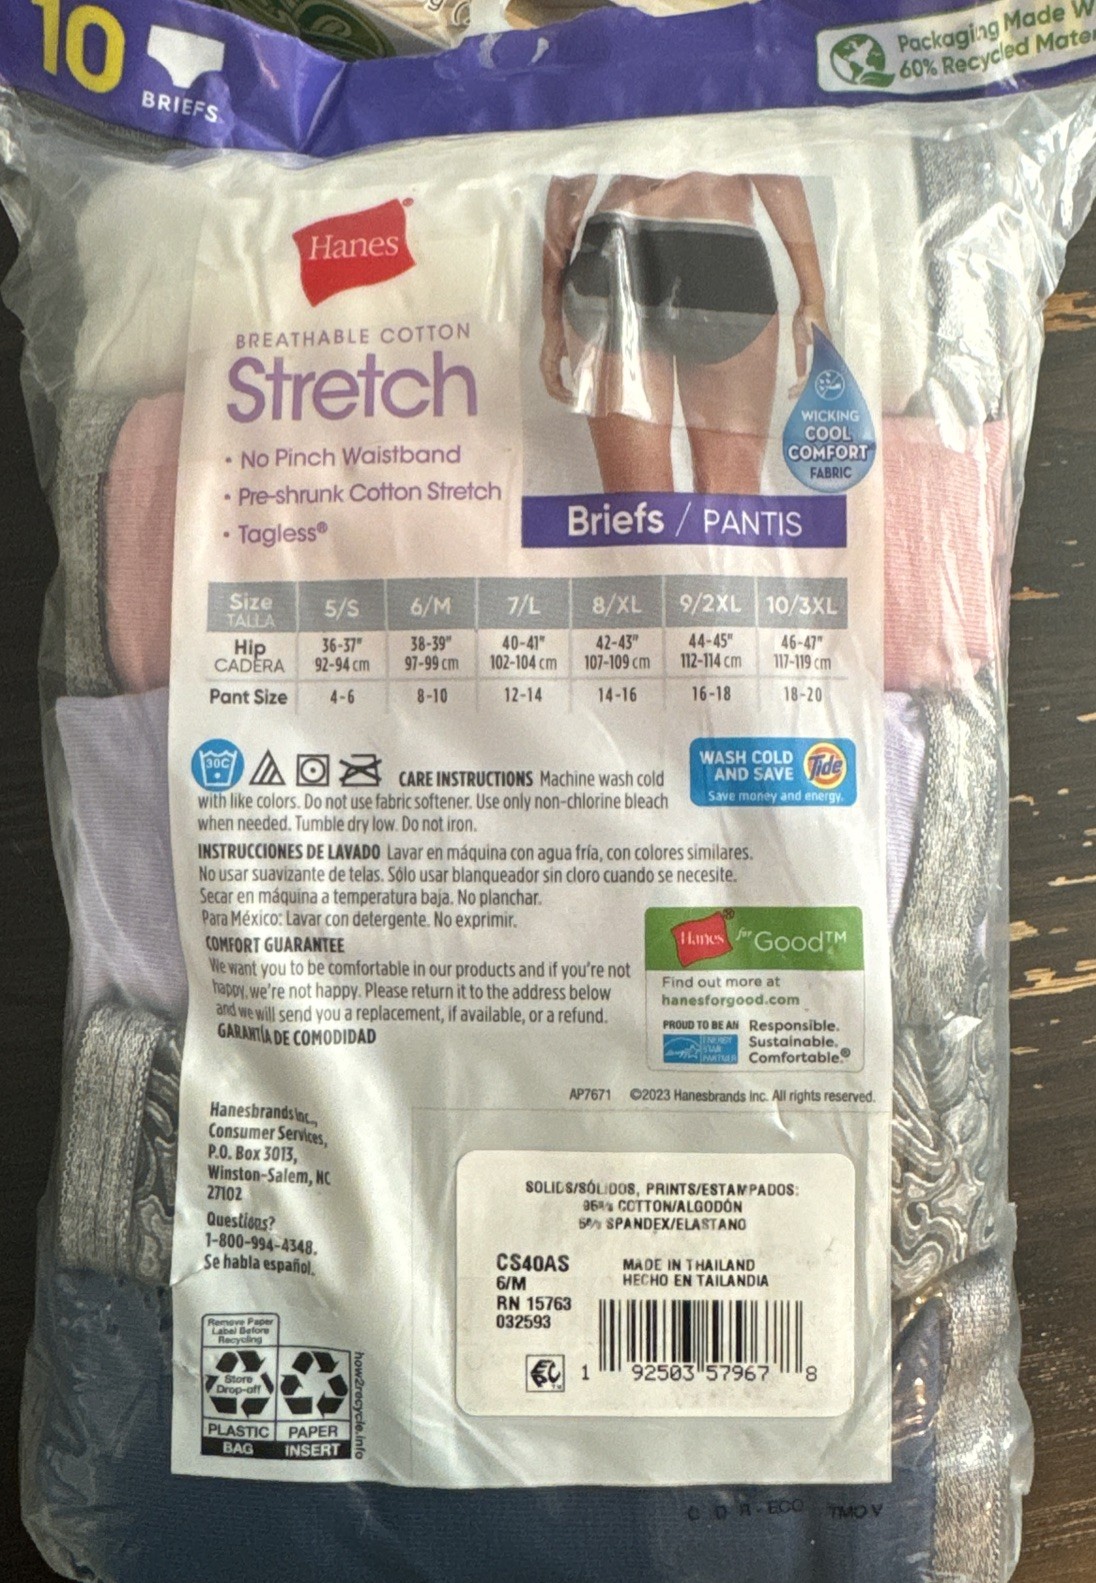 10
BRIEFS
Packaging Made W
60% Recycled Mater
Hanes®
BREATHABLE COTTON
Stretch
• No Pinch Waistband
• Pre-shrunk Cotton Stretch
• Tagless®
WICKING
COOL
COMFORT
FABRIC
Briefs / PANTIS
Size 5/S 6/M 7/L 8/XL 9/2XL 10/3XL
TALLA
Hip 36-37" 38-39" 40-41" 42-43" 44-45" 46-47"
CADERA 92-94 cm 97-99 cm 102-104 cm 107-109 cm 112-114 cm 117-119 cm
Pant Size 4-6 8-10 12-14 14-16 16-18 18-20
30C
CARE INSTRUCTIONS Machine wash cold
with like colors. Do not use fabric softener. Use only non-chlorine bleach
when needed. Tumble dry low. Do not iron.
WASH COLD
AND SAVE
Tide
Save money and energy.
INSTRUCCIONES DE LAVADO Lavar en máquina con agua fría, con colores similares.
No usar suavizante de telas. Sólo usar blanqueador sin cloro cuando se necesite.
Secar en máquina a temperatura baja. No planchar.
Para México: Lavar con detergente. No exprimir.
COMFORT GUARANTEE
We want you to be comfortable in our products and if you're not
happy, we're not happy. Please return it to the address below
and we will send you a replacement, if available, or a refund.
GARANTÍA DE COMODIDAD
Hanes® for Good™
Find out more at
hanesforgood.com
PROUD TO BE AN
ENERGY
STAR
PARTNER
Responsible.
Sustainable.
Comfortable.®
AP7671 ©2023 Hanesbrands Inc. All rights reserved.
Hanesbrands Inc.,
Consumer Services,
P.O. Box 3013,
Winston-Salem, NC
27102
Questions?
1-800-994-4348.
Se habla español.
SOLIDS/SÓLIDOS, PRINTS/ESTAMPADOS:
95% COTTON/ALGODÓN
5% SPANDEX/ELASTANO
CS40AS
6/M
RN 15763
032593
MADE IN THAILAND
HECHO EN TAILANDIA
1 92503 57967 8
Remove Paper
Label Before
Recycling
Store
Drop-off
PLASTIC
BAG
PAPER
INSERT
how2recycle.info